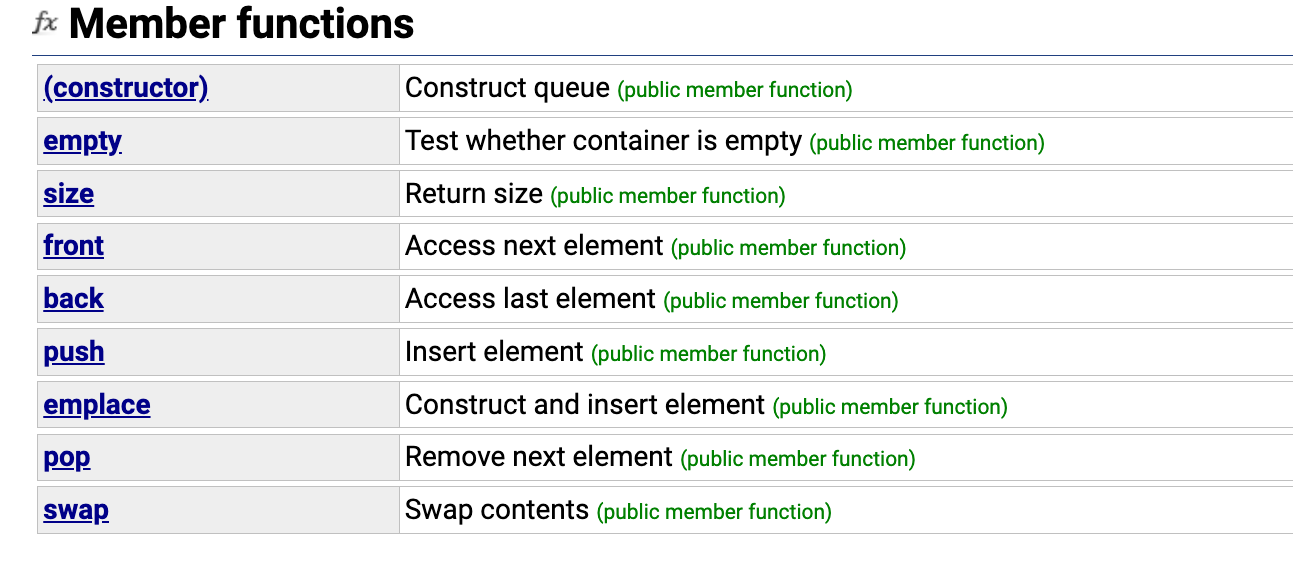 fx Member functions
(constructor) Construct queue (public member function)
empty Test whether container is empty (public member function)
size Return size (public member function)
front Access next element (public member function)
back Access last element (public member function)
push Insert element (public member function)
emplace Construct and insert element (public member function)
pop Remove next element (public member function)
swap Swap contents (public member function)